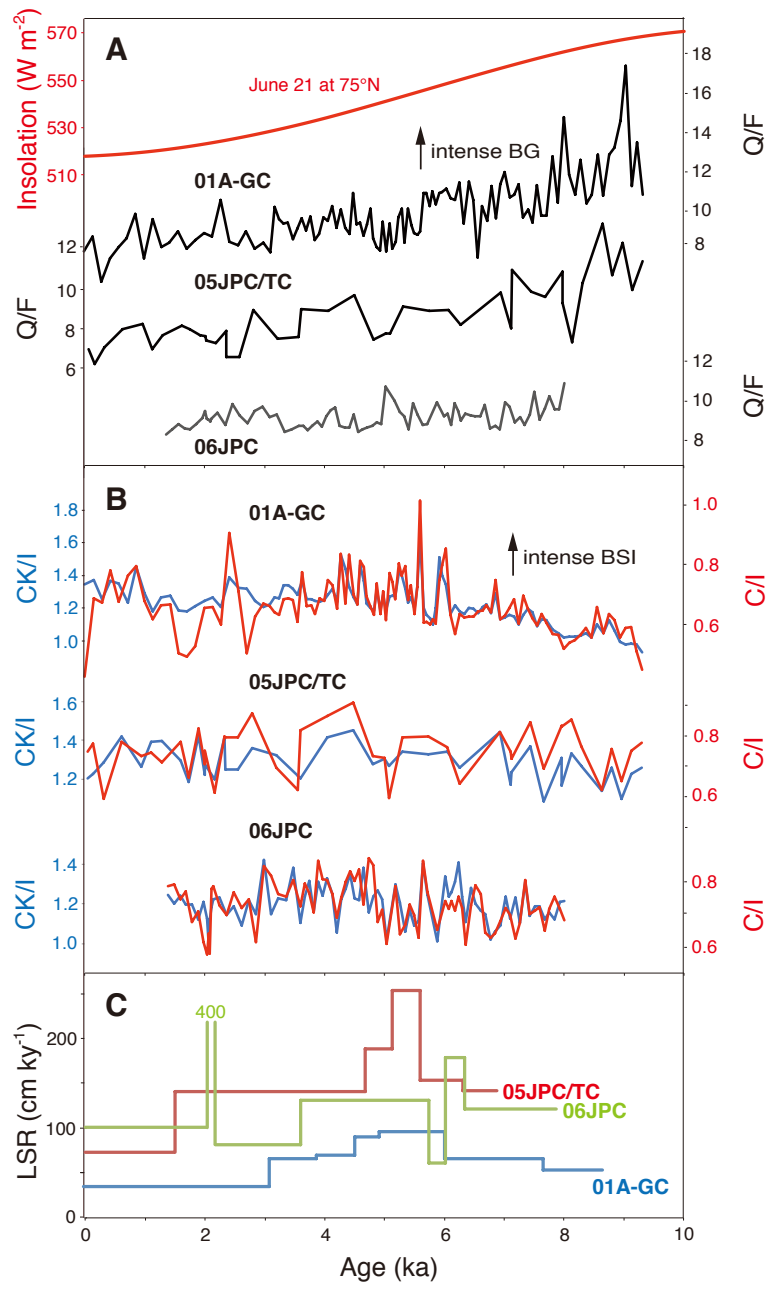 A
570
550
530
510
Insolation (W m-2)
June 21 at 75°N
18
16
14
12
10
8
Q/F
intense BG
01A-GC
12
10
8
6
Q/F
05JPC/TC
12
10
8
Q/F
06JPC
B
01A-GC
1.8
1.6
1.4
1.2
1.0
CK/I
1.0
0.8
0.6
C/I
intense BSI
05JPC/TC
1.6
1.4
1.2
CK/I
0.8
0.6
C/I
06JPC
1.4
1.2
1.0
CK/I
0.8
0.6
C/I
C
400
200
100
0
LSR (cm ky-1)
05JPC/TC
06JPC
01A-GC
0 2 4 6 8 10
Age (ka)